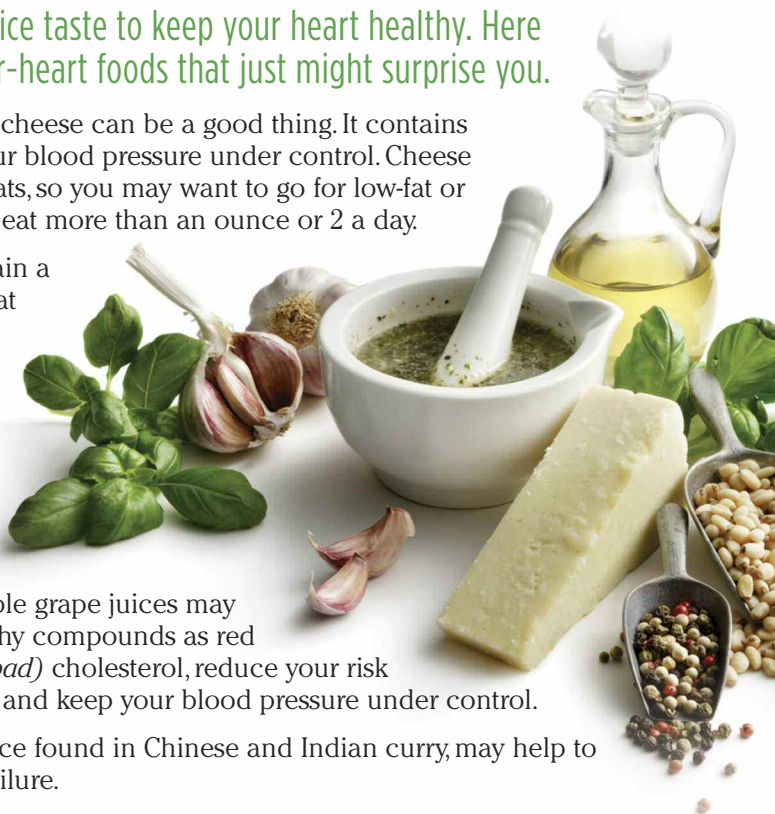 ice taste to keep your heart healthy. Here
r-heart foods that just might surprise you.
cheese can be a good thing. It contains
ur blood pressure under control. Cheese
ats, so you may want to go for low-fat or
eat more than an ounce or 2 a day.
ain a
at
ple grape juices may
hy compounds as red
bad) cholesterol, reduce your risk
and keep your blood pressure under control.
ice found in Chinese and Indian curry, may help to
ilure.